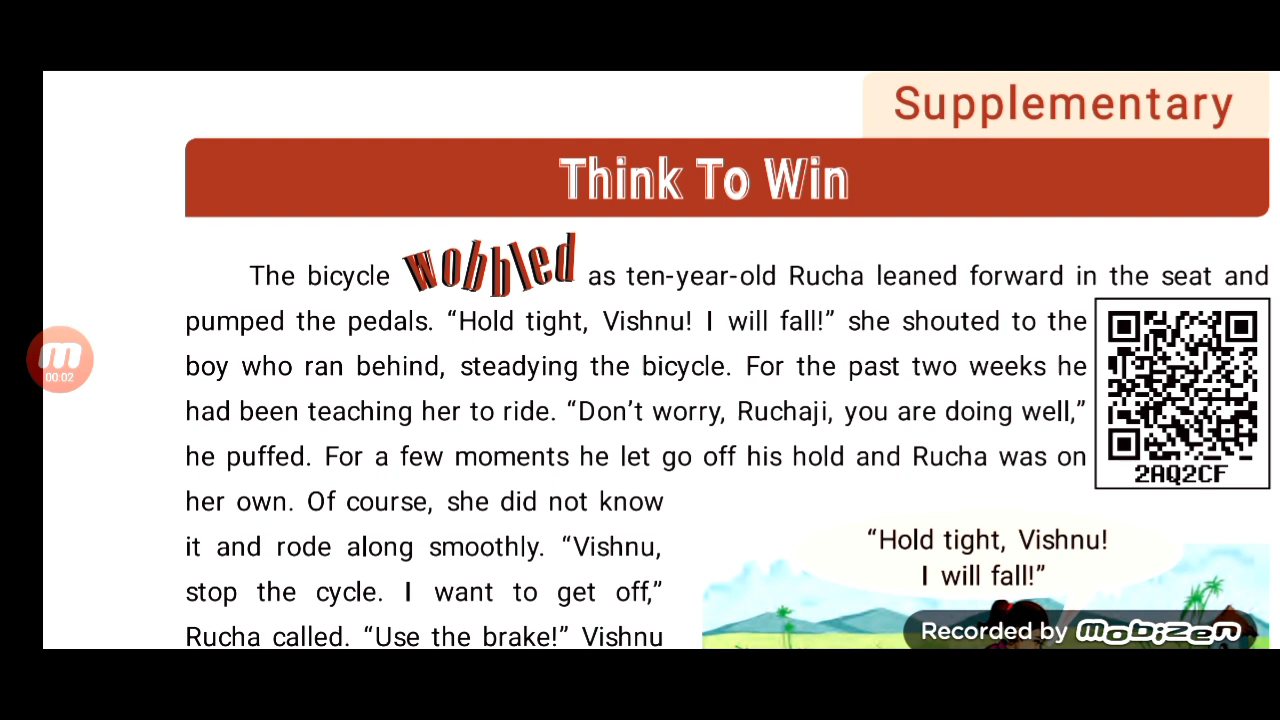 Supplementary
Think To Win
The bicycle wobbled as ten-year-old Rucha leaned forward in the seat and
pumped the pedals. “Hold tight, Vishnu! I will fall!” she shouted to the
boy who ran behind, steadying the bicycle. For the past two weeks he
had been teaching her to ride. “Don’t worry, Ruchaji, you are doing well,”
he puffed. For a few moments he let go off his hold and Rucha was on
her own. Of course, she did not know
it and rode along smoothly. “Vishnu,
stop the cycle. I want to get off,”
Rucha called. “Use the brake!” Vishnu
2AQ2CF
“Hold tight, Vishnu!
I will fall!”
m
00:02
Recorded by mobizen